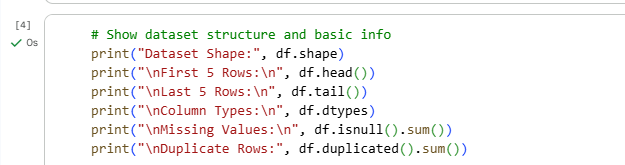 [4]
0s
# Show dataset structure and basic info
print("Dataset Shape:", df.shape)
print("\nFirst 5 Rows:\n", df.head())
print("\nLast 5 Rows:\n", df.tail())
print("\nColumn Types:\n", df.dtypes)
print("\nMissing Values:\n", df.isnull().sum())
print("\nDuplicate Rows:", df.duplicated().sum())